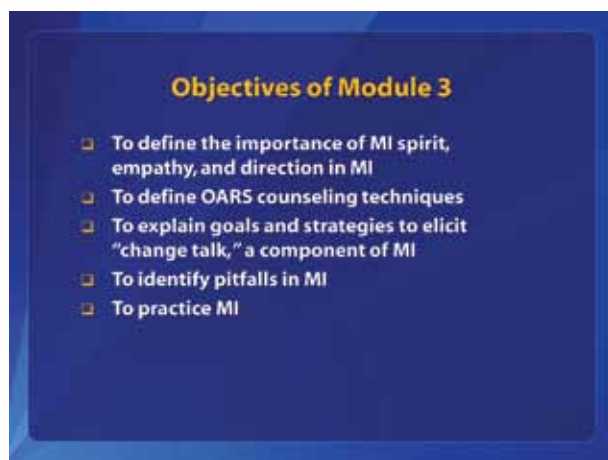 Objectives of Module 3
To define the importance of MI spirit,
empathy, and direction in MI
To define OARS counseling techniques
To explain goals and strategies to elicit
“change talk,” a component of MI
To identify pitfalls in MI
To practice MI